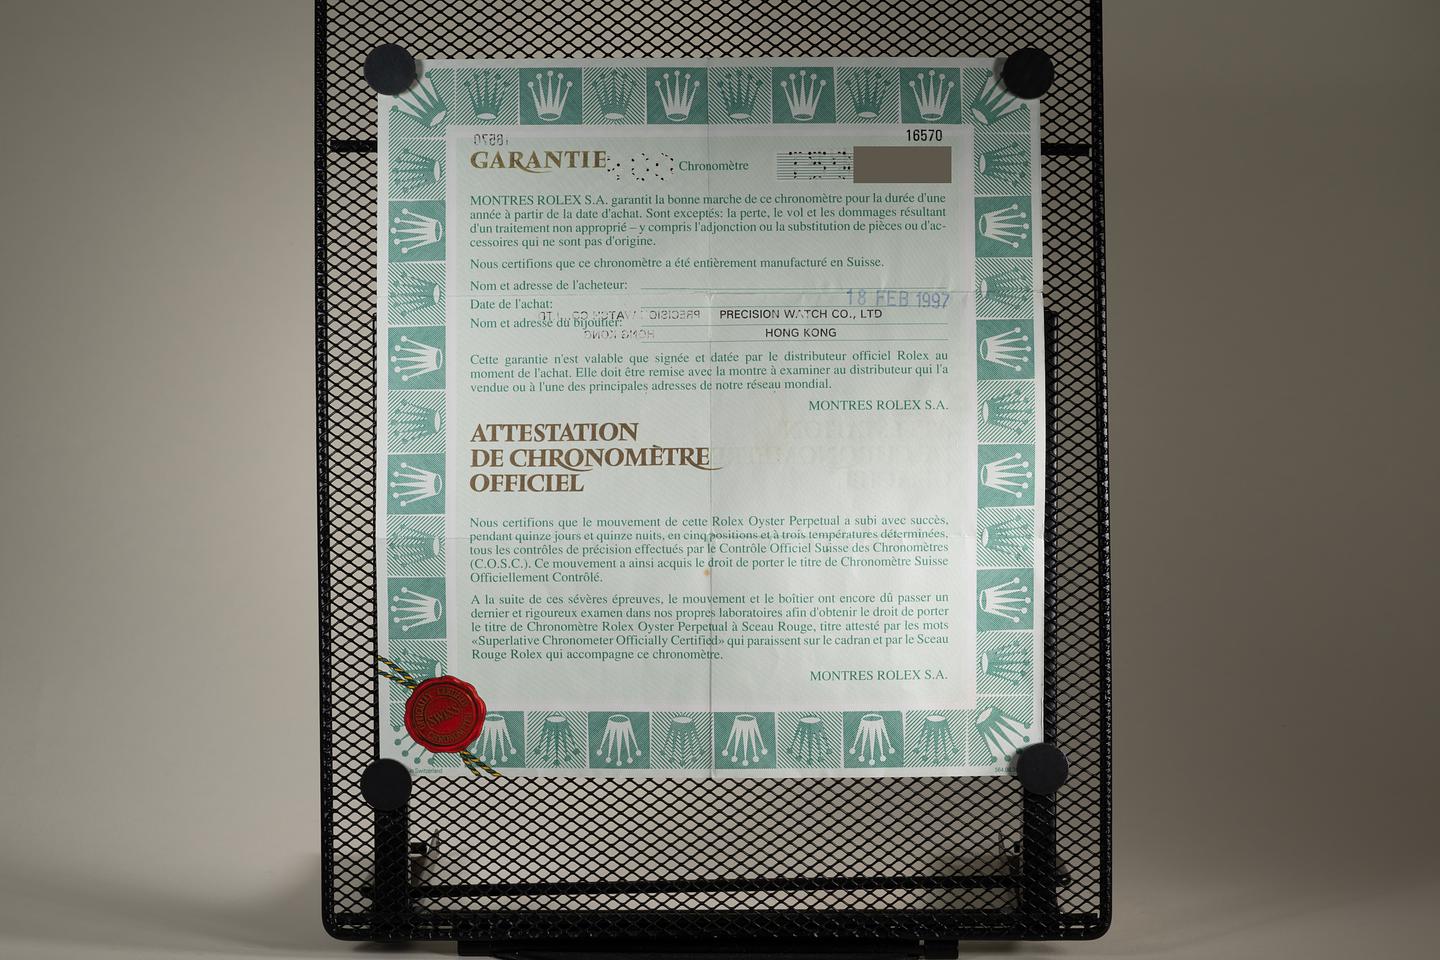 16570
GARANTIE
Chronomètre
MONTRES ROLEX S.A. garantit la bonne marche de ce chronomètre pour la durée d'une
année à partir de la date d'achat. Sont exceptés: la perte, le vol et les dommages résultant
d'un traitement non approprié – y compris l'adjonction ou la substitution de pièces ou d'ac-
cessoires qui ne sont pas d'origine.
Nous certifions que ce chronomètre a été entièrement manufacturé en Suisse.
Nom et adresse de l'acheteur:
18 FEB 1997
Date de l'achat:
PRECISION WATCH CO., LTD
Nom et adresse du bijoutier:
HONG KONG
Cette garantie n'est valable que signée et datée par le distributeur officiel Rolex au
moment de l'achat. Elle doit être remise avec la montre à examiner au distributeur qui l'a
vendue ou à l'une des principales adresses de notre réseau mondial.
MONTRES ROLEX S.A.
ATTESTATION
DE CHRONOMÈTRE
OFFICIEL
Nous certifions que le mouvement de cette Rolex Oyster Perpetual a subi avec succès,
pendant quinze jours et quinze nuits, en cinq positions et à trois températures déterminées,
tous les contrôles de précision effectués par le Contrôle Officiel Suisse des Chronomètres
(C.O.S.C.). Ce mouvement a ainsi acquis le droit de porter le titre de Chronomètre Suisse
Officiellement Contrôlé.
A la suite de ces sévères épreuves, le mouvement et le boîtier ont encore dû passer un
dernier et rigoureux examen dans nos propres laboratoires afin d'obtenir le droit de porter
le titre de Chronomètre Rolex Oyster Perpetual à Sceau Rouge, titre attesté par les mots
«Superlative Chronometer Officially Certified» qui paraissent sur le cadran et par le Sceau
Rouge Rolex qui accompagne ce chronomètre.
MONTRES ROLEX S.A.
OFFICIALLY CERTIFIED
SWISS
CHRONOMETER
Switzerland